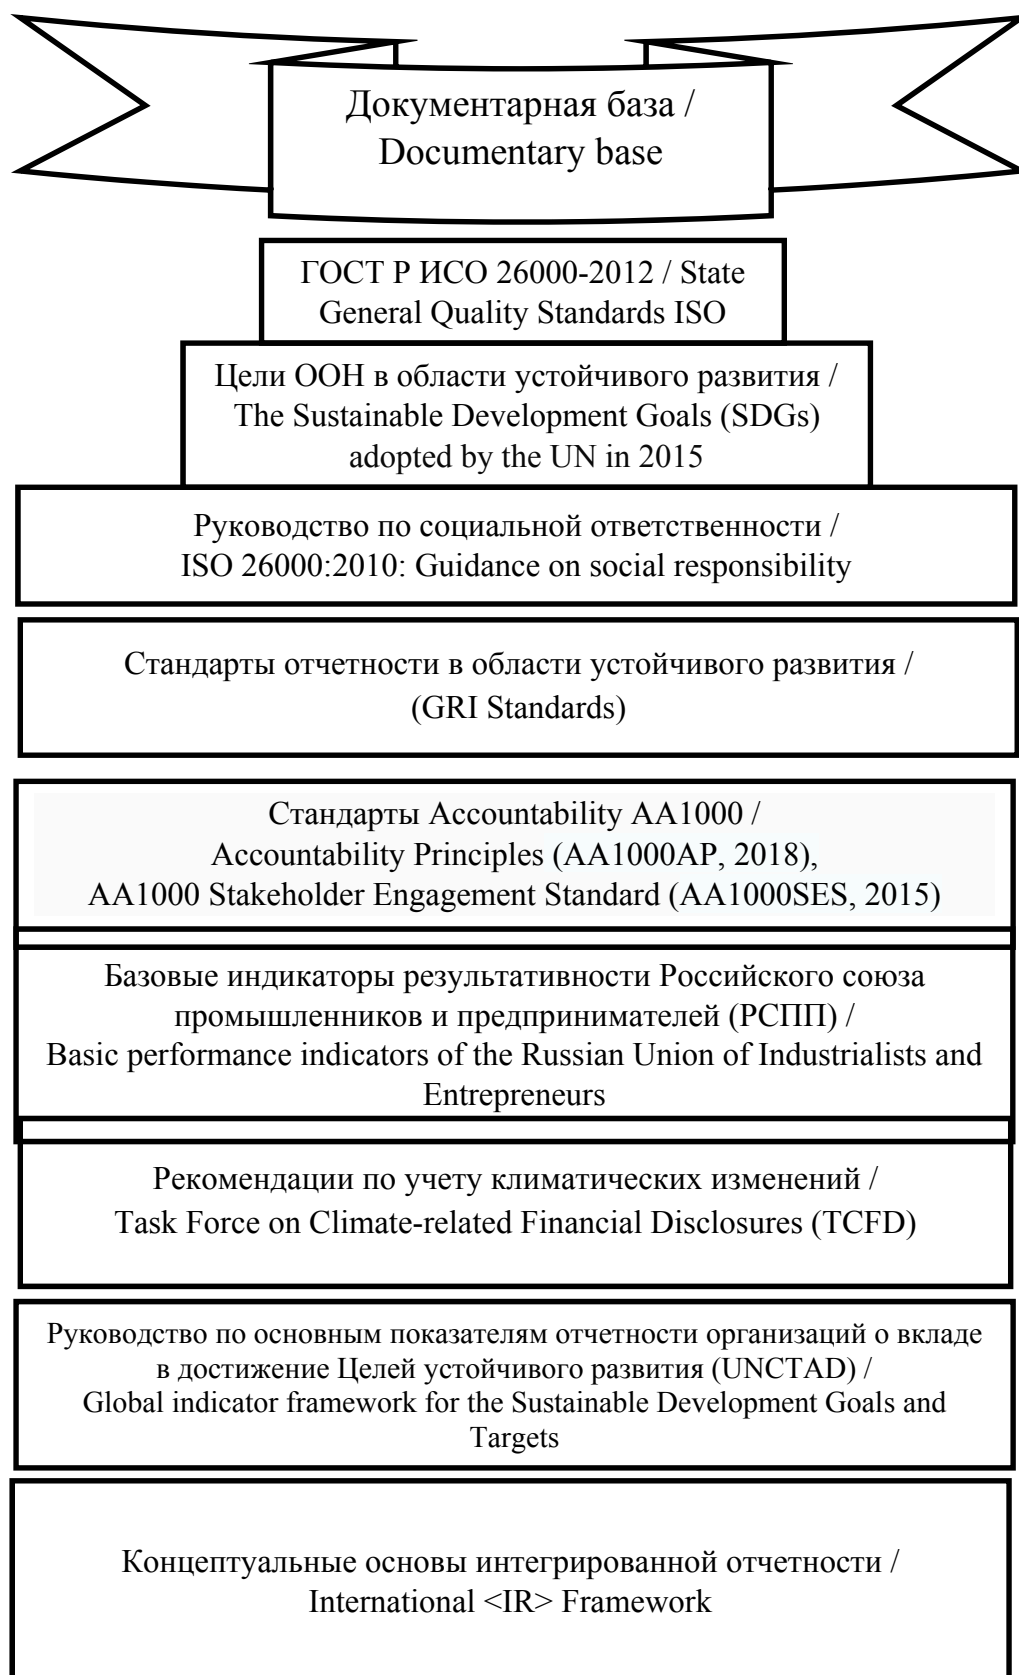 Документарная база /
Documentary base
ГОСТ Р ИСО 26000-2012 / State
General Quality Standards ISO
Цели ООН в области устойчивого развития /
The Sustainable Development Goals (SDGs)
adopted by the UN in 2015
Руководство по социальной ответственности /
ISO 26000:2010: Guidance on social responsibility
Стандарты отчетности в области устойчивого развития /
(GRI Standards)
Стандарты Accountability AA1000 /
Accountability Principles (AA1000AP, 2018),
AA1000 Stakeholder Engagement Standard (AA1000SES, 2015)
Базовые индикаторы результативности Российского союза
промышленников и предпринимателей (РСПП) /
Basic performance indicators of the Russian Union of Industrialists and
Entrepreneurs
Рекомендации по учету климатических изменений /
Task Force on Climate-related Financial Disclosures (TCFD)
Руководство по основным показателям отчетности организаций о вкладе
в достижение Целей устойчивого развития (UNCTAD) /
Global indicator framework for the Sustainable Development Goals and
Targets
Концептуальные основы интегрированной отчетности /
International <IR> Framework